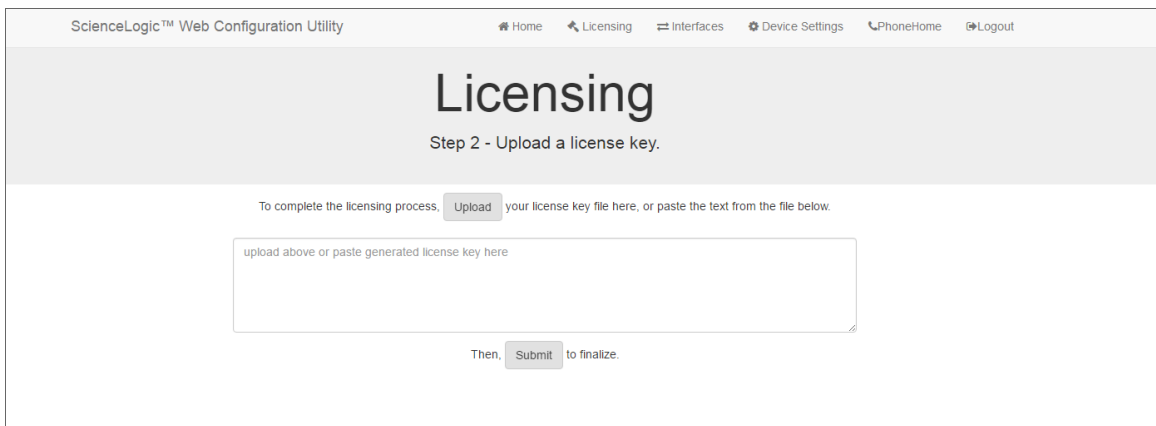 ScienceLogic™ Web Configuration Utility Home Licensing Interfaces Device Settings PhoneHome Logout
Licensing
Step 2 - Upload a license key.
To complete the licensing process, Upload your license key file here, or paste the text from the file below.
upload above or paste generated license key here
Then, Submit to finalize.